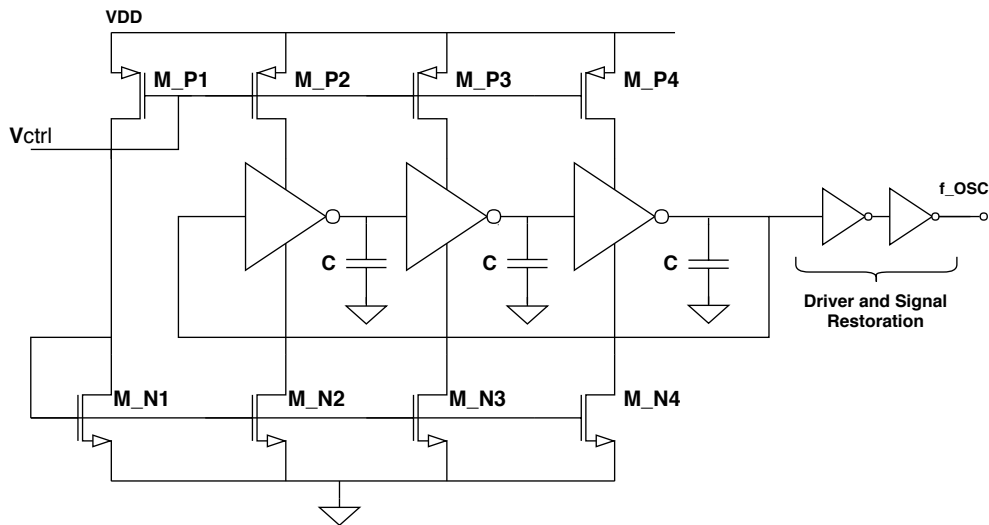 VDD
M_P1
M_P2
M_P3
M_P4
Vctrl
f_OSC
C
C
C
Driver and Signal
Restoration
M_N1
M_N2
M_N3
M_N4